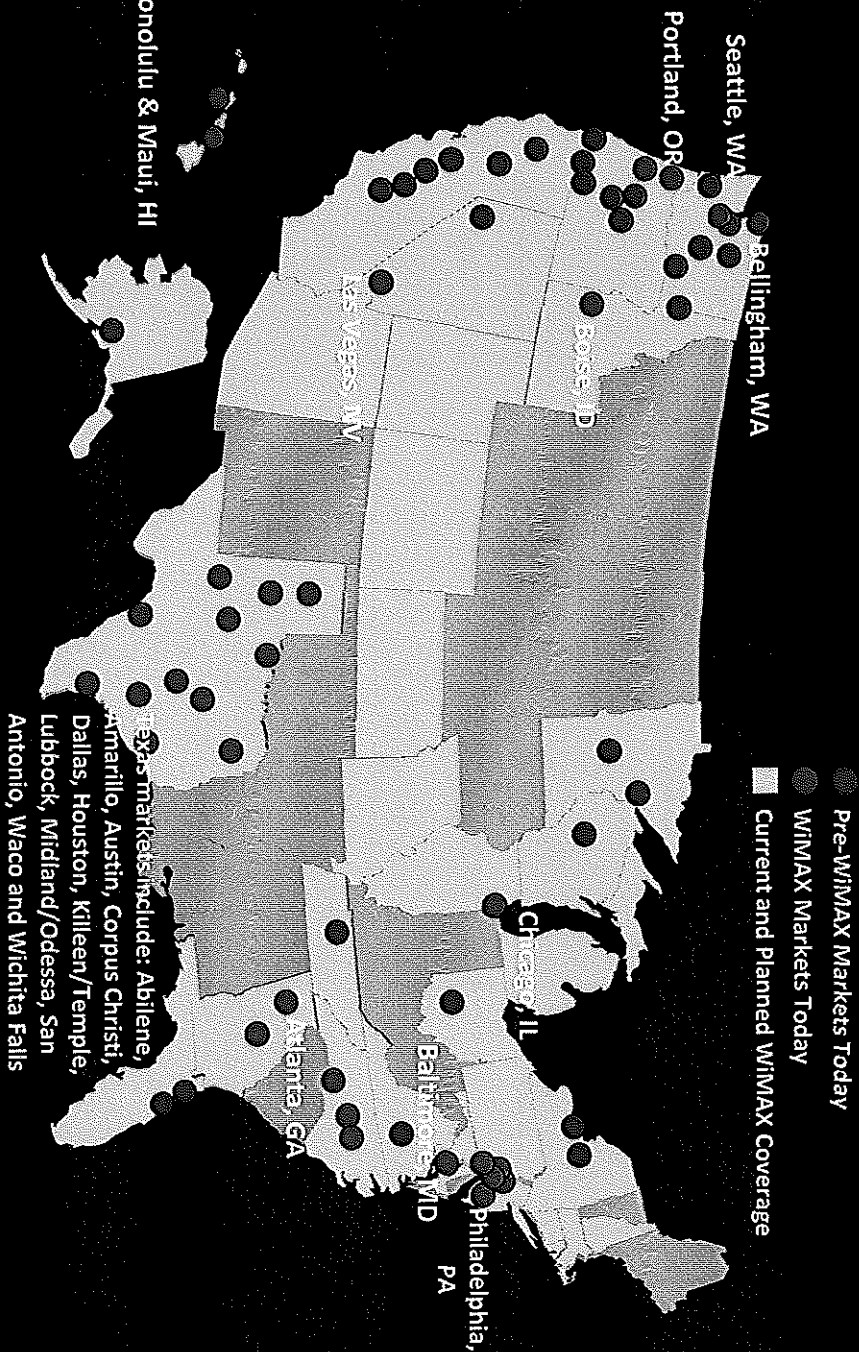 Pre-WiMAX Markets Today
WiMAX Markets Today
Current and Planned WiMAX Coverage
Seattle, WA
Bellingham, WA
Portland, OR
Boise, ID
Las Vegas, NV
Chicago, IL
Philadelphia,
PA
Baltimore, MD
Atlanta, GA
onolulu & Maui, HI
Texas markets include: Abilene,
Amarillo, Austin, Corpus Christi,
Dallas, Houston, Killeen/Temple,
Lubbock, Midland/Odessa, San
Antonio, Waco and Wichita Falls